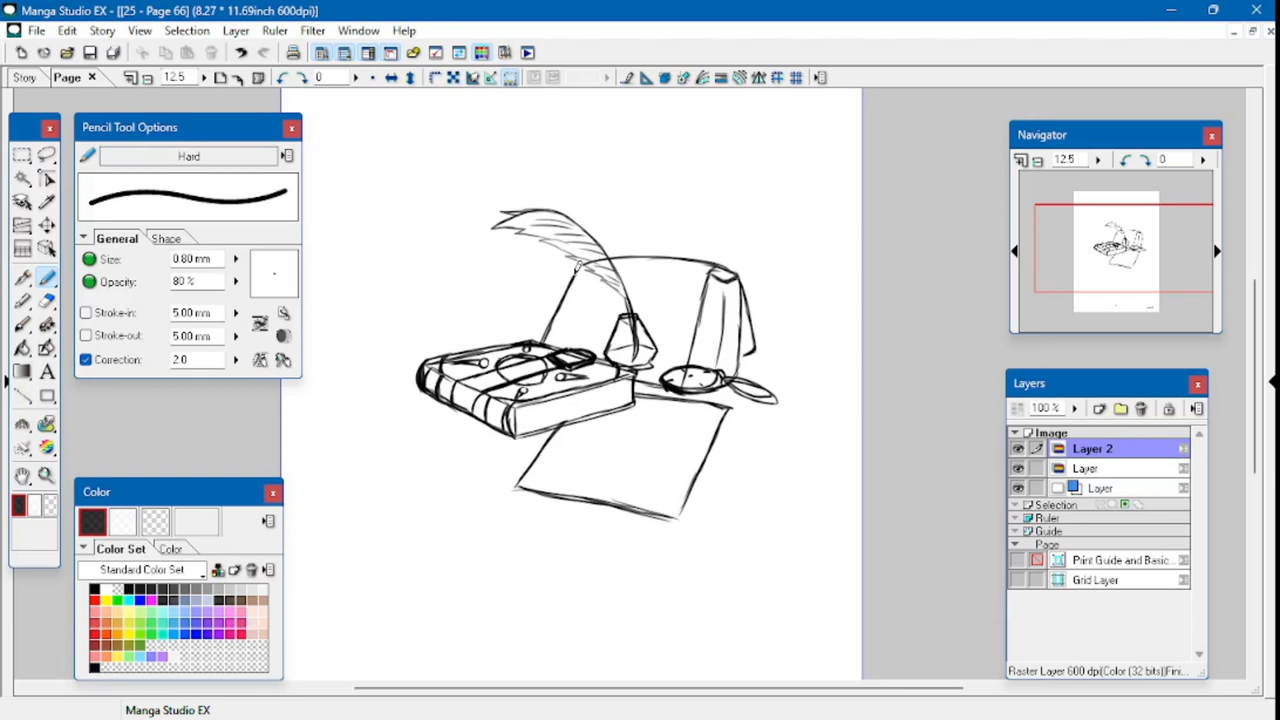 Manga Studio EX - [[25 - Page 66] (8.27 * 11.69inch 600dpi)]
File Edit Story View Selection Layer Ruler Filter Window Help
Story Page 12.5 0
Pencil Tool Options
Hard
General Shape
Size: 0.80 mm
Opacity: 80 %
Stroke-in: 5.00 mm
Stroke-out: 5.00 mm
Correction: 2.0
Color
Color Set Color
Standard Color Set
Navigator
12.5 0
Layers
100 %
Image
Layer 2
Layer
Layer
Selection
Ruler
Guide
Page
Print Guide and Basic...
Grid Layer
Raster Layer 600 dpi(Color (32 bits))Fini...
Manga Studio EX